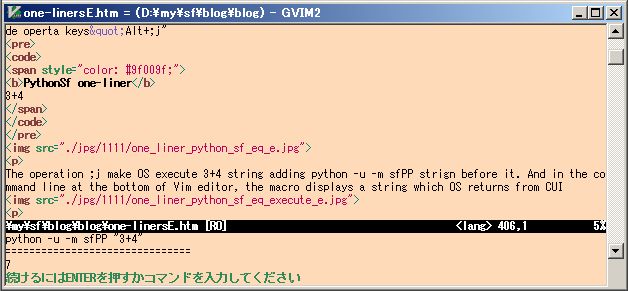 one-linersE.htm = (D:¥my¥sf¥blog¥blog) - GVIM2
de operta keys&quot;Alt+;j"
<pre>
<code>
<span style="color: #9f009f;">
<b>PythonSf one-liner</b>
3+4
</span>
</code>
</pre>
<img src="./jpg/1111/one_liner_python_sf_eq_e.jpg">
<p>
The operation ;j make OS execute 3+4 string adding python -u -m sfPP strign before it. And in the co
mmand line at the bottom of Vim editor, the macro displays a string which OS returns from CUI
<img src="./jpg/1111/one_liner_python_sf_eq_execute_e.jpg">
<p>
¥my¥sf¥blog¥blog¥one-linersE.htm [RO] <lang> 406,1 5%
python -u -m sfPP "3+4"
===============================
7
続けるにはENTERを押すかコマンドを入力してください